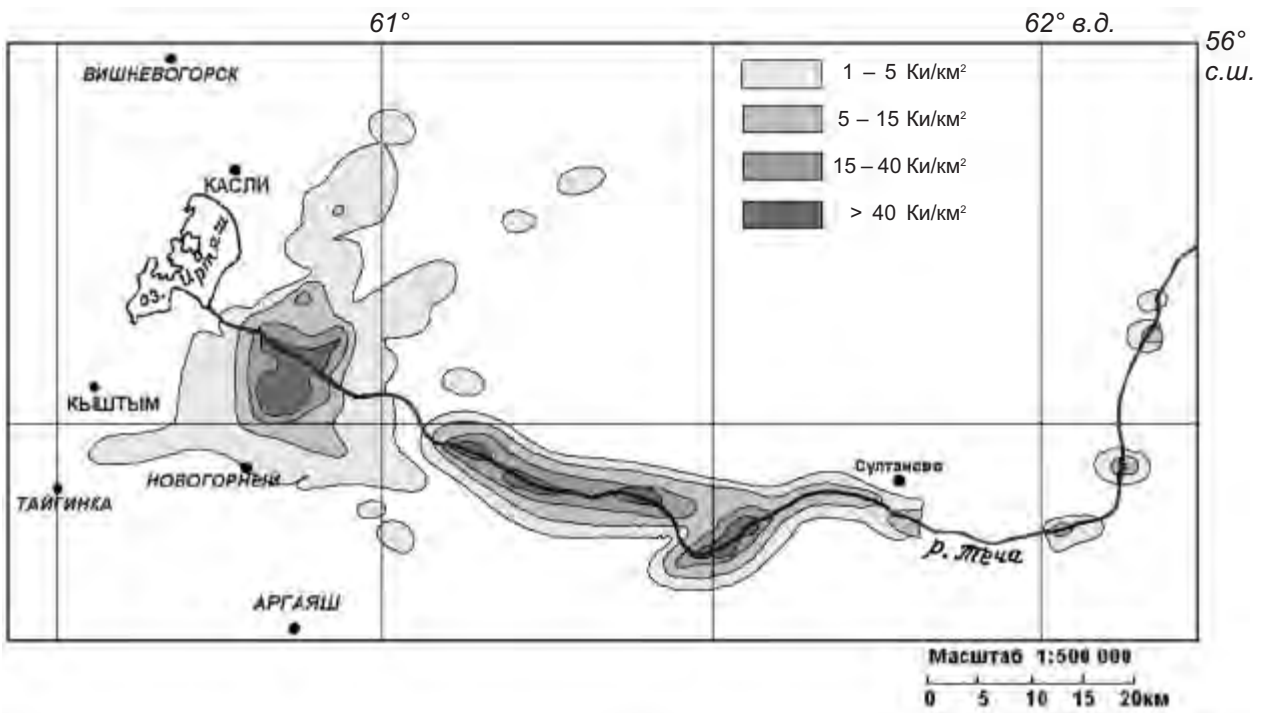 61°
62° в.д.
56°
с.ш.
ВИШНЕВОГОРСК
1 – 5 Ки/км²
5 – 15 Ки/км²
15 – 40 Ки/км²
> 40 Ки/км²
КАСЛИ
оз. Иртяш
КЫШТЫМ
НОВОГОРНЫЙ
ТАЙГИНКА
Султаново
р. Теча
АРГАЯШ
Масштаб 1:500 000
0 5 10 15 20км